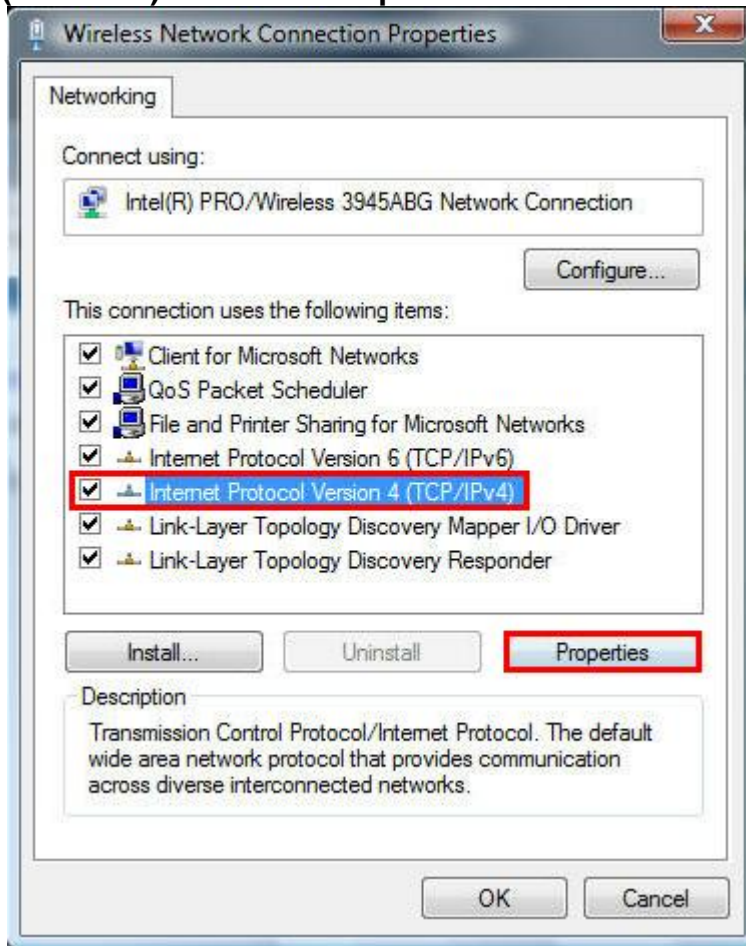 Wireless Network Connection Properties
Networking
Connect using:
Intel(R) PRO/Wireless 3945ABG Network Connection
Configure...
This connection uses the following items:
Client for Microsoft Networks
QoS Packet Scheduler
File and Printer Sharing for Microsoft Networks
Internet Protocol Version 6 (TCP/IPv6)
Internet Protocol Version 4 (TCP/IPv4)
Link-Layer Topology Discovery Mapper I/O Driver
Link-Layer Topology Discovery Responder
Install...
Uninstall
Properties
Description
Transmission Control Protocol/Internet Protocol. The default
wide area network protocol that provides communication
across diverse interconnected networks.
OK
Cancel